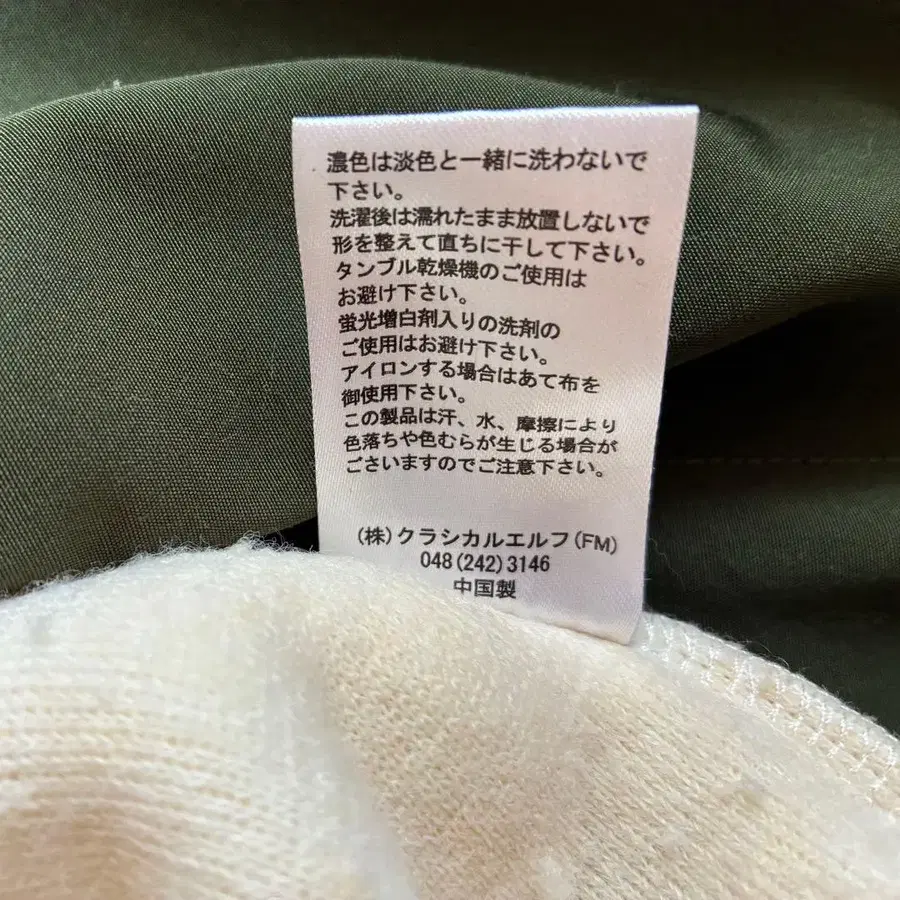 濃色は淡色と一緒に洗わないで
下さい。
洗濯後は濡れたまま放置しないで
形を整えて直ちに干して下さい。
タンブル乾燥機のご使用は
お避け下さい。
蛍光増白剤入りの洗剤の
ご使用はお避け下さい。
アイロンする場合はあて布を
御使用下さい。
この製品は汗、水、摩擦により
色落ちや色むらが生じる場合が
ごさいますのでご注意下さい。
(株)クラシカルエルフ(FM)
048(242)3146
中国製